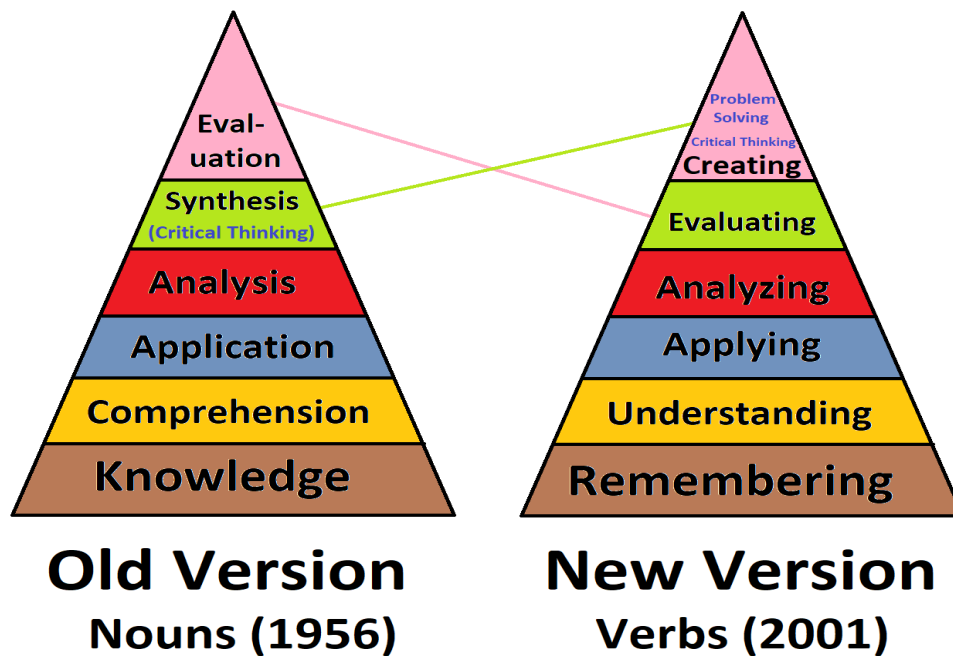 Eval-
uation
Synthesis
(Critical Thinking)
Analysis
Application
Comprehension
Knowledge
Old Version
Nouns (1956)
Problem
Solving
Critical Thinking
Creating
Evaluating
Analyzing
Applying
Understanding
Remembering
New Version
Verbs (2001)